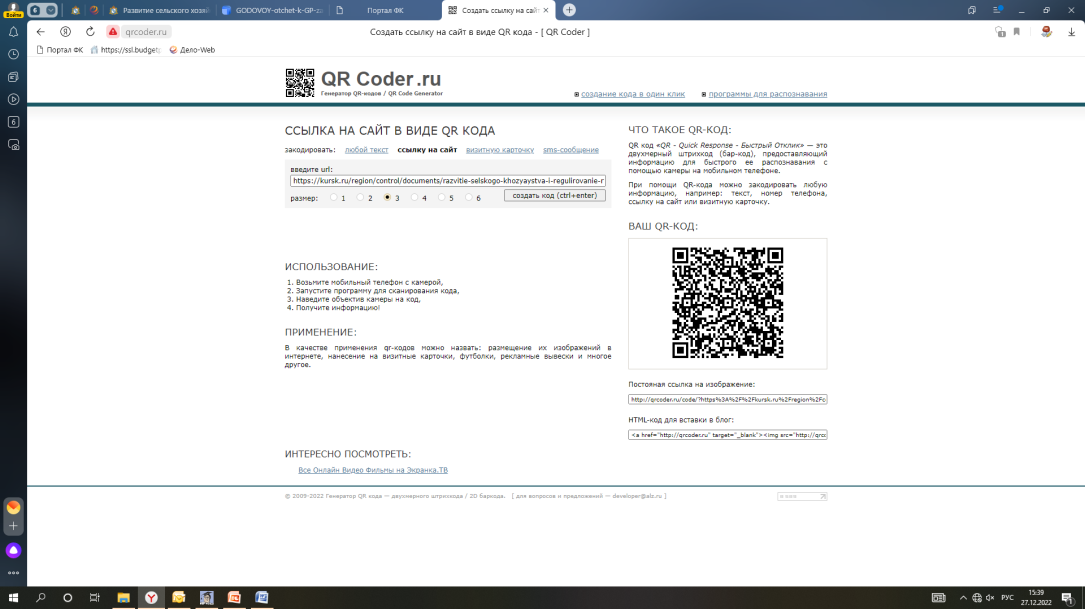 Войти
6
Развитие сельского хозяй
GODOVOY-otchet-k-GP-za
Портал ФК
Создать ссылку на сайт
qrcoder.ru
Создать ссылку на сайт в виде QR кода - [ QR Coder ]
1
Портал ФК
https://ssl.budgetp
Дело-Web
QR Coder.ru
Генератор QR-кодов / QR Code Generator
создание кода в один клик
программы для распознавания
ССЫЛКА НА САЙТ В ВИДЕ QR КОДА
закодировать: любой текст ссылку на сайт визитную карточку sms-сообщение
введите url:
https://kursk.ru/region/control/documents/razvitie-selskogo-khozyaystva-i-regulirovanie-r
размер: 1 2 3 4 5 6 создать код (ctrl+enter)
ИСПОЛЬЗОВАНИЕ:
1. Возьмите мобильный телефон с камерой,
2. Запустите программу для сканирования кода,
3. Наведите объектив камеры на код,
4. Получите информацию!
ПРИМЕНЕНИЕ:
В качестве применения qr-кодов можно назвать: размещение их изображений в
интернете, нанесение на визитные карточки, футболки, рекламные вывески и многое
другое.
ИНТЕРЕСНО ПОСМОТРЕТЬ:
Все Онлайн Видео Фильмы на Экранка.ТВ
ЧТО ТАКОЕ QR-КОД:
QR код «QR - Quick Response - Быстрый Отклик» — это
двухмерный штрихкод (бар-код), предоставляющий
информацию для быстрого ее распознавания с
помощью камеры на мобильном телефоне.
При помощи QR-кода можно закодировать любую
информацию, например: текст, номер телефона,
ссылку на сайт или визитную карточку.
ВАШ QR-КОД:
Постояная ссылка на изображение:
http://qrcoder.ru/code/?https%3A%2F%2Fkursk.ru%2Fregion%2Fc
HTML-код для вставки в блог:
<a href="http://qrcoder.ru" target="_blank"><img src="http://qrco
© 2009-2022 Генератор QR кода — двухмерного штрихкода / 2D баркода. [ для вопросов и предложений — developer@alc.ru ]
6
РУС
15:39
27.12.2022
1